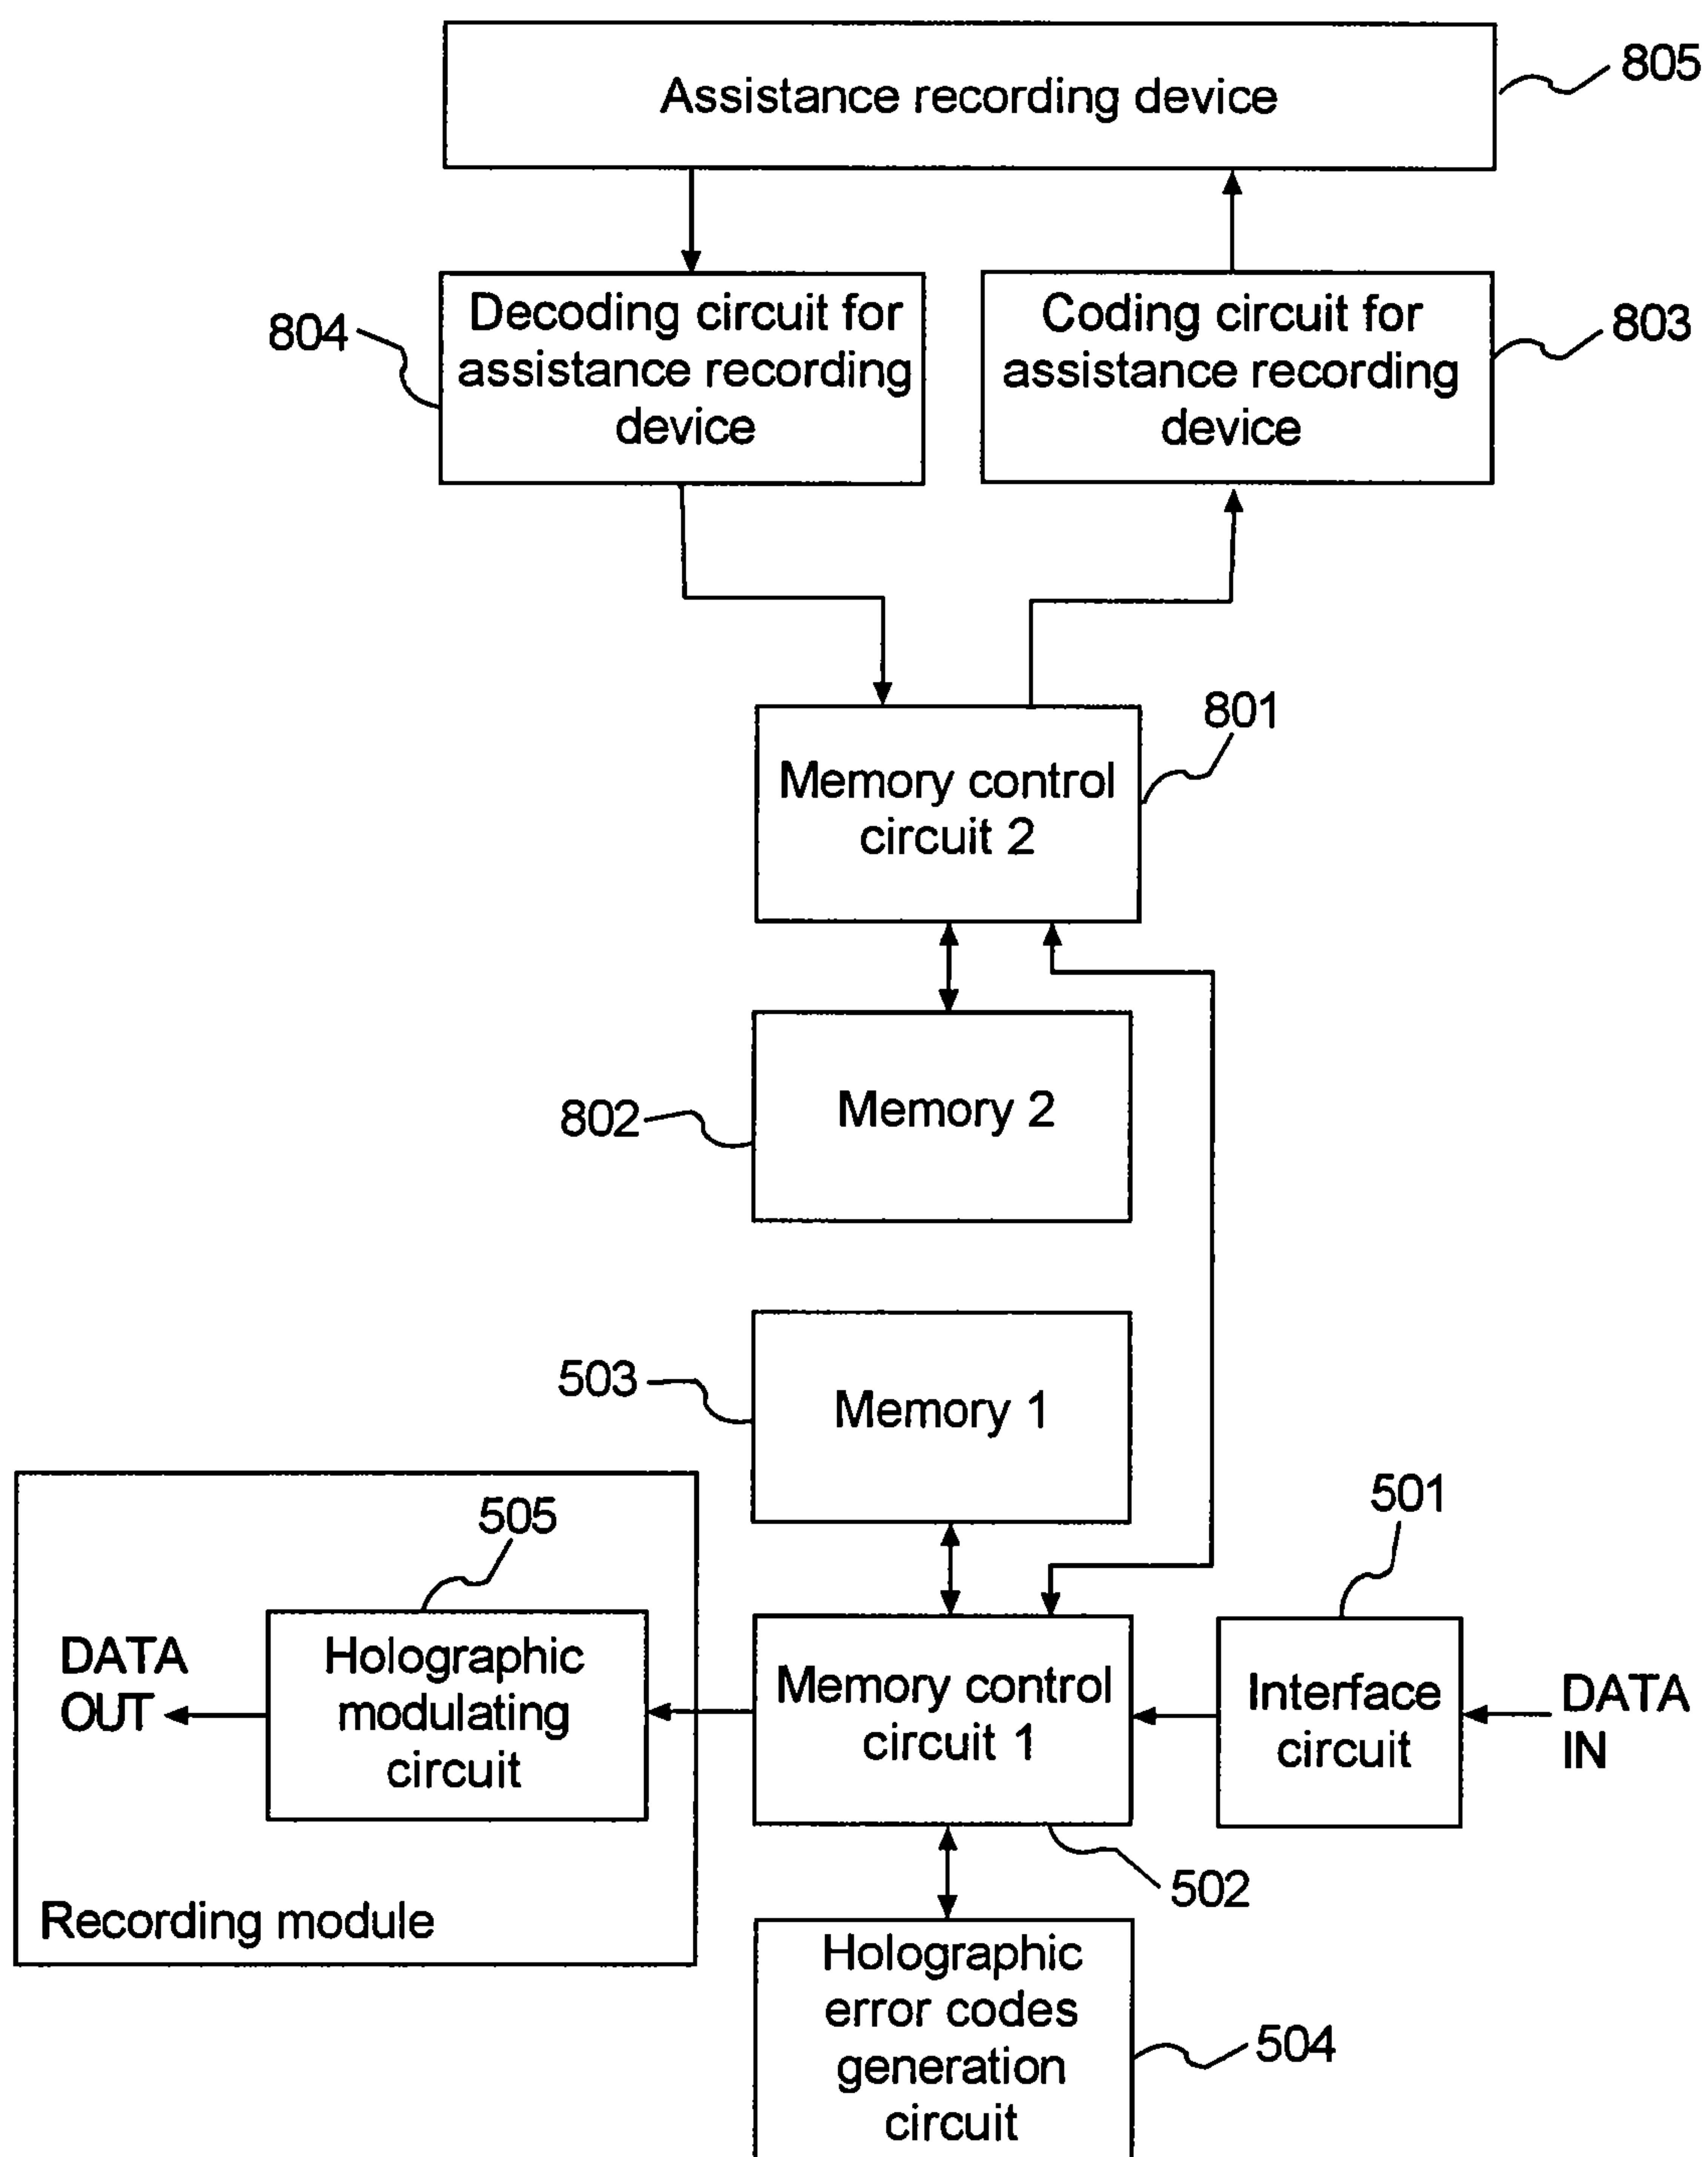 Assistance recording device
805
804
Decoding circuit for
assistance recording
device
Coding circuit for
assistance recording
device
803
801
Memory control
circuit 2
802
Memory 2
503
Memory 1
505
501
DATA
OUT
Holographic
modulating
circuit
Memory control
circuit 1
Interface
circuit
DATA
IN
502
Recording module
Holographic
error codes
generation
circuit
504